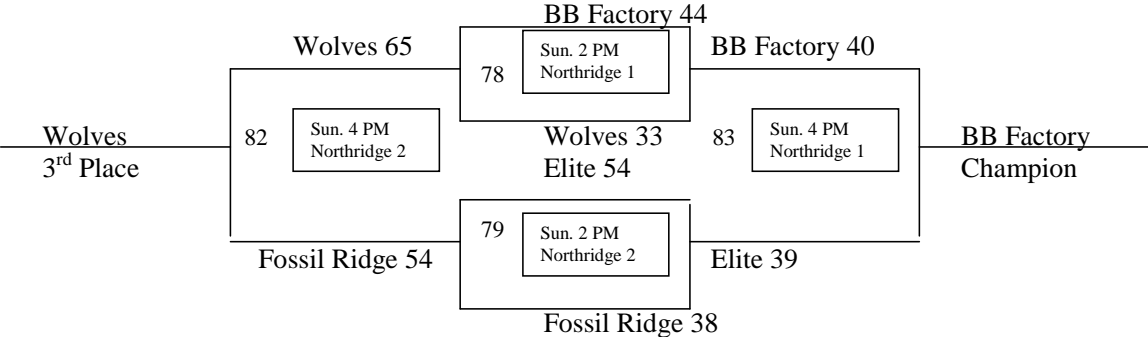 BB Factory 44
Wolves 65
Sun. 2 PM
Northridge 1
78
BB Factory 40
Wolves
3rd Place
82
Sun. 4 PM
Northridge 2
Wolves 33
Elite 54
83
Sun. 4 PM
Northridge 1
BB Factory
Champion
79
Sun. 2 PM
Northridge 2
Fossil Ridge 54
Elite 39
Fossil Ridge 38